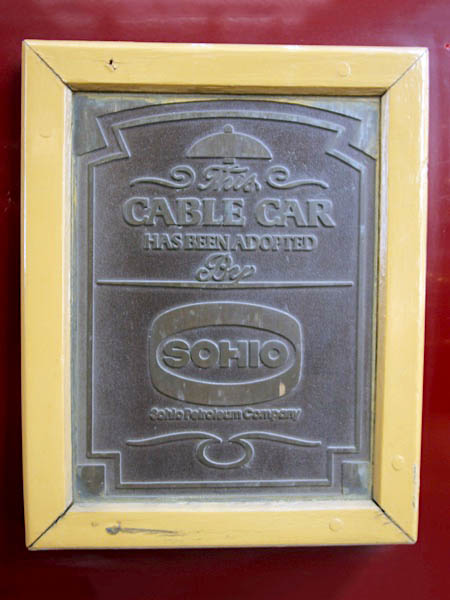 This
CABLE CAR
HAS BEEN ADOPTED
By
SOHIO
Sohio Petroleum Company